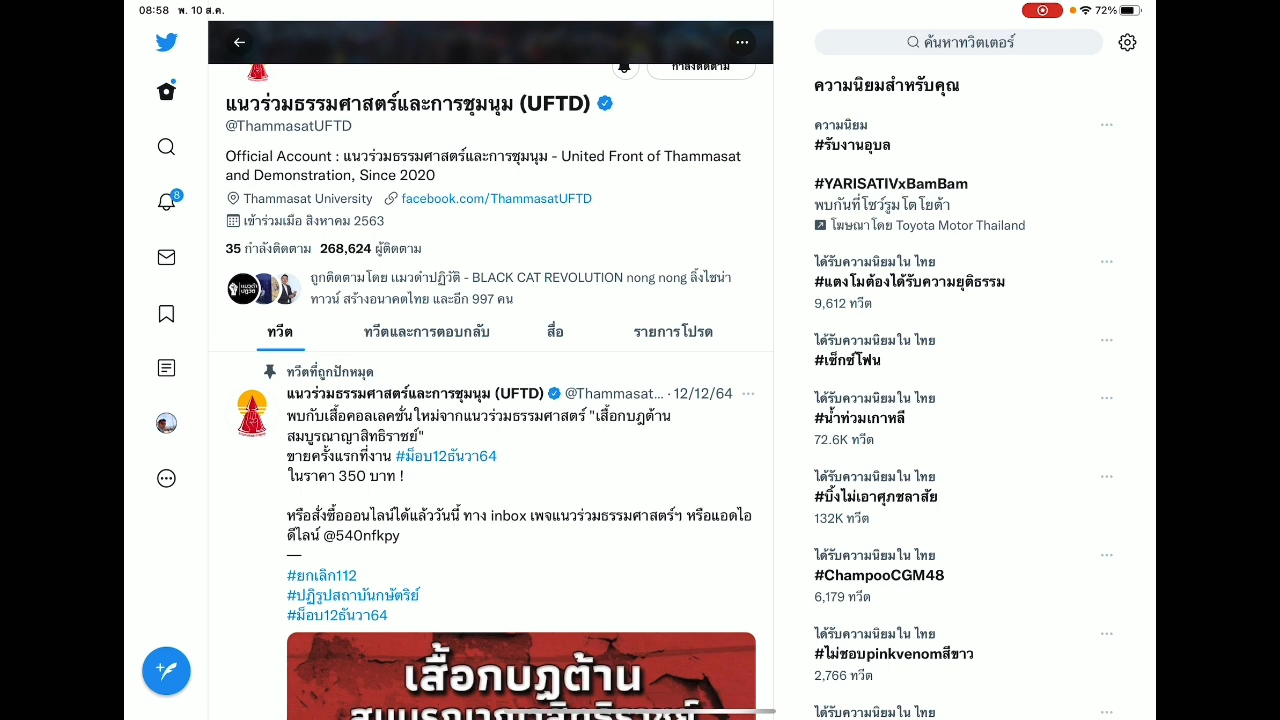 08:58 พ. 10 ส.ค.
72%
กำลังติดตาม
แนวร่วมธรรมศาสตร์และการชุมนุม (UFTD)
@ThammasatUFTD
Official Account : แนวร่วมธรรมศาสตร์และการชุมนุม - United Front of Thammasat
and Demonstration, Since 2020
Thammasat University facebook.com/ThammasatUFTD
เข้าร่วมเมื่อ สิงหาคม 2563
35 กำลังติดตาม 268,624 ผู้ติดตาม
ถูกติดตามโดย แมวดำปฏิวัติ - BLACK CAT REVOLUTION nong nong ลิ้งไซน่า
ทาวน์ สร้างอนาคตไทย และอีก 997 คน
ทวีต ทวีตและการตอบกลับ สื่อ รายการโปรด
ทวีตที่ถูกปักหมุด
แนวร่วมธรรมศาสตร์และการชุมนุม (UFTD) @Thammasat... · 12/12/64
พบกับเสื้อคอลเลคชั่นใหม่จากแนวร่วมธรรมศาสตร์ "เสื้อกบฎต้าน
สมบูรณาญาสิทธิราชย์"
ขายครั้งแรกที่งาน #ม็อบ12ธันวา64
ในราคา 350 บาท !
หรือสั่งซื้อออนไลน์ได้แล้ววันนี้ ทาง inbox เพจแนวร่วมธรรมศาสตร์ฯ หรือแอดไอ
ดีไลน์ @540nfkpy
—
#ยกเลิก112
#ปฏิรูปสถาบันกษัตริย์
#ม็อบ12ธันวา64
เสื้อกบฎต้าน
สมบูรณาญาสิทธิราชย์
8
ค้นหาทวิตเตอร์
ความนิยมสำหรับคุณ
ความนิยม
#รับงานอุบล
#YARISATIVxBamBam
พบกันที่โชว์รูมโตโยต้า
โฆษณาโดย Toyota Motor Thailand
ได้รับความนิยมใน ไทย
#แตงโมต้องได้รับความยุติธรรม
9,612 ทวีต
ได้รับความนิยมใน ไทย
#เซ็กซ์โฟน
ได้รับความนิยมใน ไทย
#น้ำท่วมเกาหลี
72.6K ทวีต
ได้รับความนิยมใน ไทย
#บิ้งไม่เอาศุภชลาสัย
132K ทวีต
ได้รับความนิยมใน ไทย
#ChampooCGM48
6,179 ทวีต
ได้รับความนิยมใน ไทย
#ไม่ชอบpinkvenomสีขาว
2,766 ทวีต
ได้รับความนิยมใน ไทย